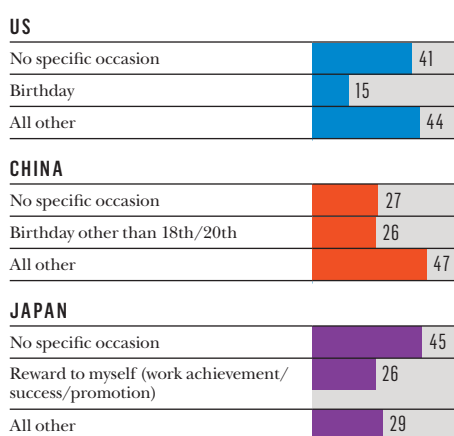 US
No specific occasion 41
Birthday 15
All other 44
CHINA
No specific occasion 27
Birthday other than 18th/20th 26
All other 47
JAPAN
No specific occasion 45
Reward to myself (work achievement/ 26
success/promotion)
All other 29